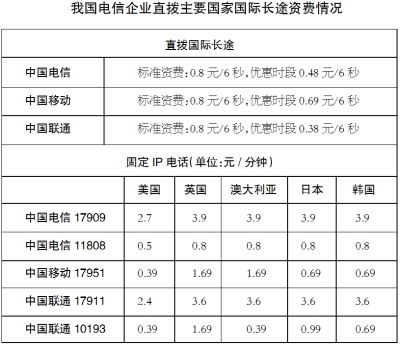 我国电信企业直拨主要国家国际长途资费情况
直拨国际长途
中国电信 标准资费:0.8 元/6 秒,优惠时段 0.48 元/6 秒
中国移动 标准资费:0.8 元/6 秒,优惠时段 0.69 元/6 秒
中国联通 标准资费:0.8 元/6 秒,优惠时段 0.38 元/6 秒
固定 IP 电话(单位:元 / 分钟)
美国 英国 澳大利亚 日本 韩国
中国电信 17909 2.7 3.9 3.9 3.9 3.9
中国电信 11808 0.5 0.8 0.8 0.8 0.8
中国移动 17951 0.39 1.69 1.69 0.69 0.69
中国联通 17911 2.4 3.6 3.6 3.6 3.6
中国联通 10193 0.39 1.69 0.39 0.99 0.69